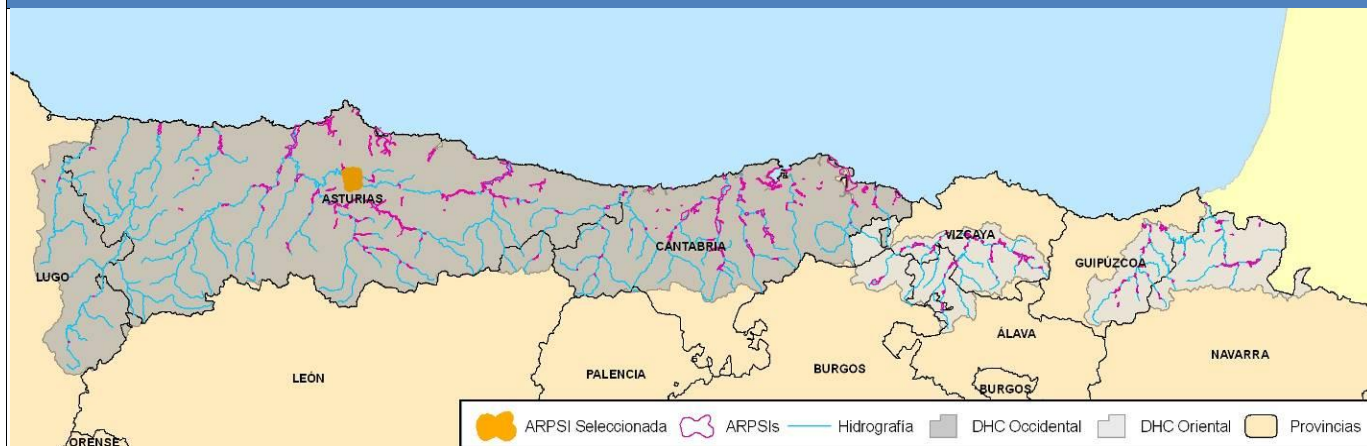 ASTURIAS
CANTABRIA
VIZCAYA
GUIPÚZCOA
LUGO
ÁLAVA
NAVARRA
LEÓN
PALENCIA
BURGOS
BURGOS
ORENSE
ARPSI Seleccionada
ARPSIs
Hidrografía
DHC Occidental
DHC Oriental
Provincias